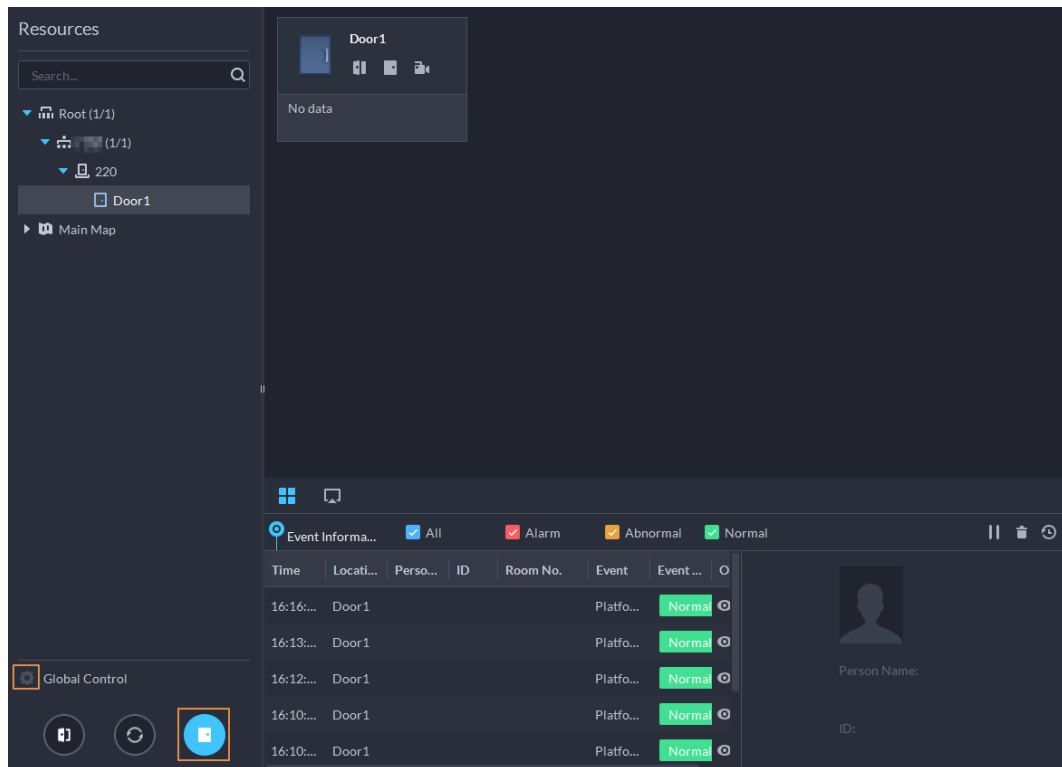 Resources
Search...
Root (1/1)
(1/1)
220
Door1
Main Map
Global Control
Door1
No data
Event Informa... All Alarm Abnormal Normal
Time Locati... Perso... ID Room No. Event Event ... O
16:16:... Door1 Platfo... Normal
16:13:... Door1 Platfo... Normal
16:12:... Door1 Platfo... Normal
16:10:... Door1 Platfo... Normal
16:10:... Door1 Platfo... Normal
Person Name:
ID: